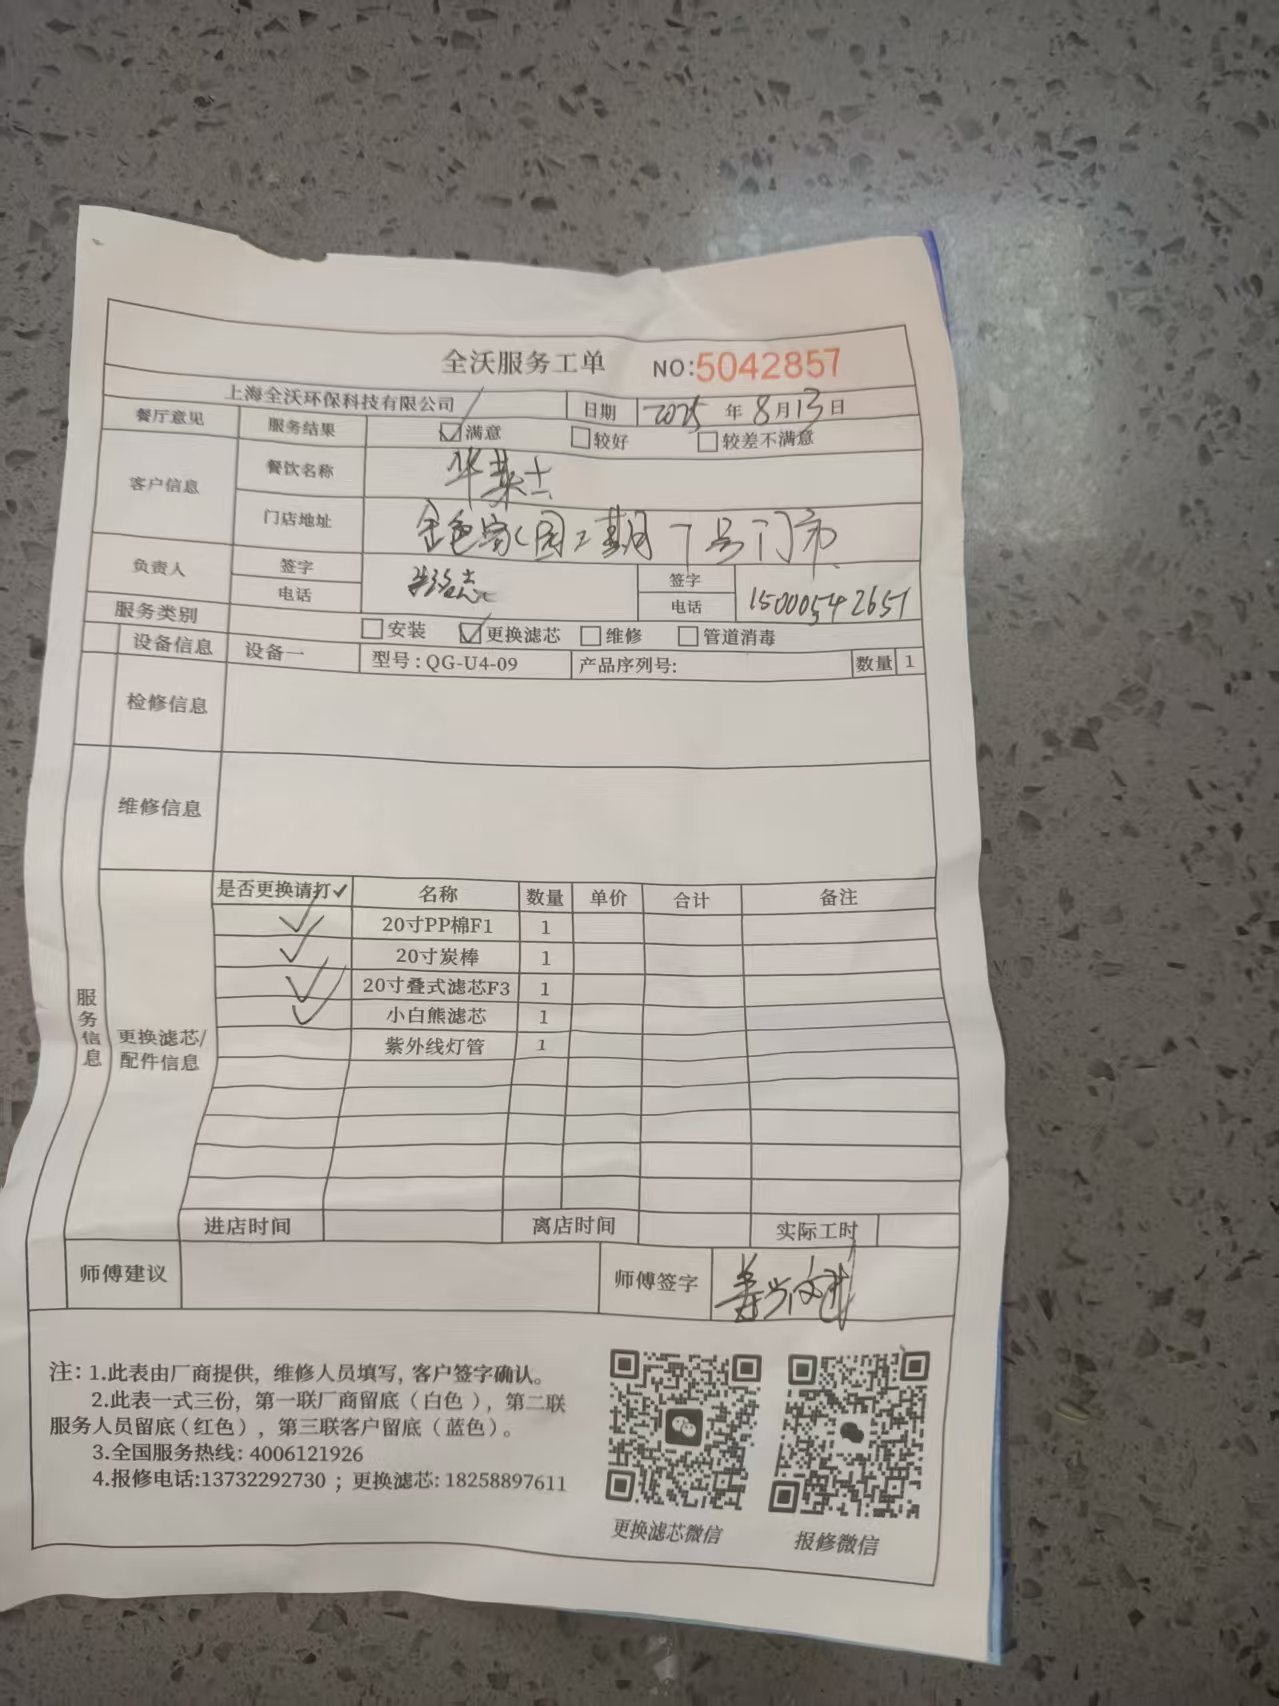 全沃服务工单 NO:5042857
上海全沃环保科技有限公司 日期 2025 年 8 月 13 日
餐厅意见 服务结果 ☑满意 □较好 □较差不满意
客户信息 餐饮名称 华莱士
门店地址 金色家园二期7号门市
负责人 签字 签字
电话 电话 15000542651
服务类别 □安装 ☑更换滤芯 □维修 □管道消毒
设备信息 设备一 型号:QG-U4-09 产品序列号: 数量 1
检修信息
维修信息
服务信息
更换滤芯/配件信息
是否更换请打✓ 名称 数量 单价 合计 备注
✓ 20寸PP棉F1 1
✓ 20寸炭棒 1
✓ 20寸叠式滤芯F3 1
✓ 小白熊滤芯 1
紫外线灯管 1
进店时间 离店时间 实际工时
师傅建议 师傅签字
注:1.此表由厂商提供，维修人员填写,客户签字确认。
2.此表一式三份，第一联厂商留底（白色），第二联
服务人员留底(红色），第三联客户留底（蓝色）。
3.全国服务热线: 4006121926
4.报修电话:13732292730 ；更换滤芯: 18258897611
更换滤芯微信 报修微信